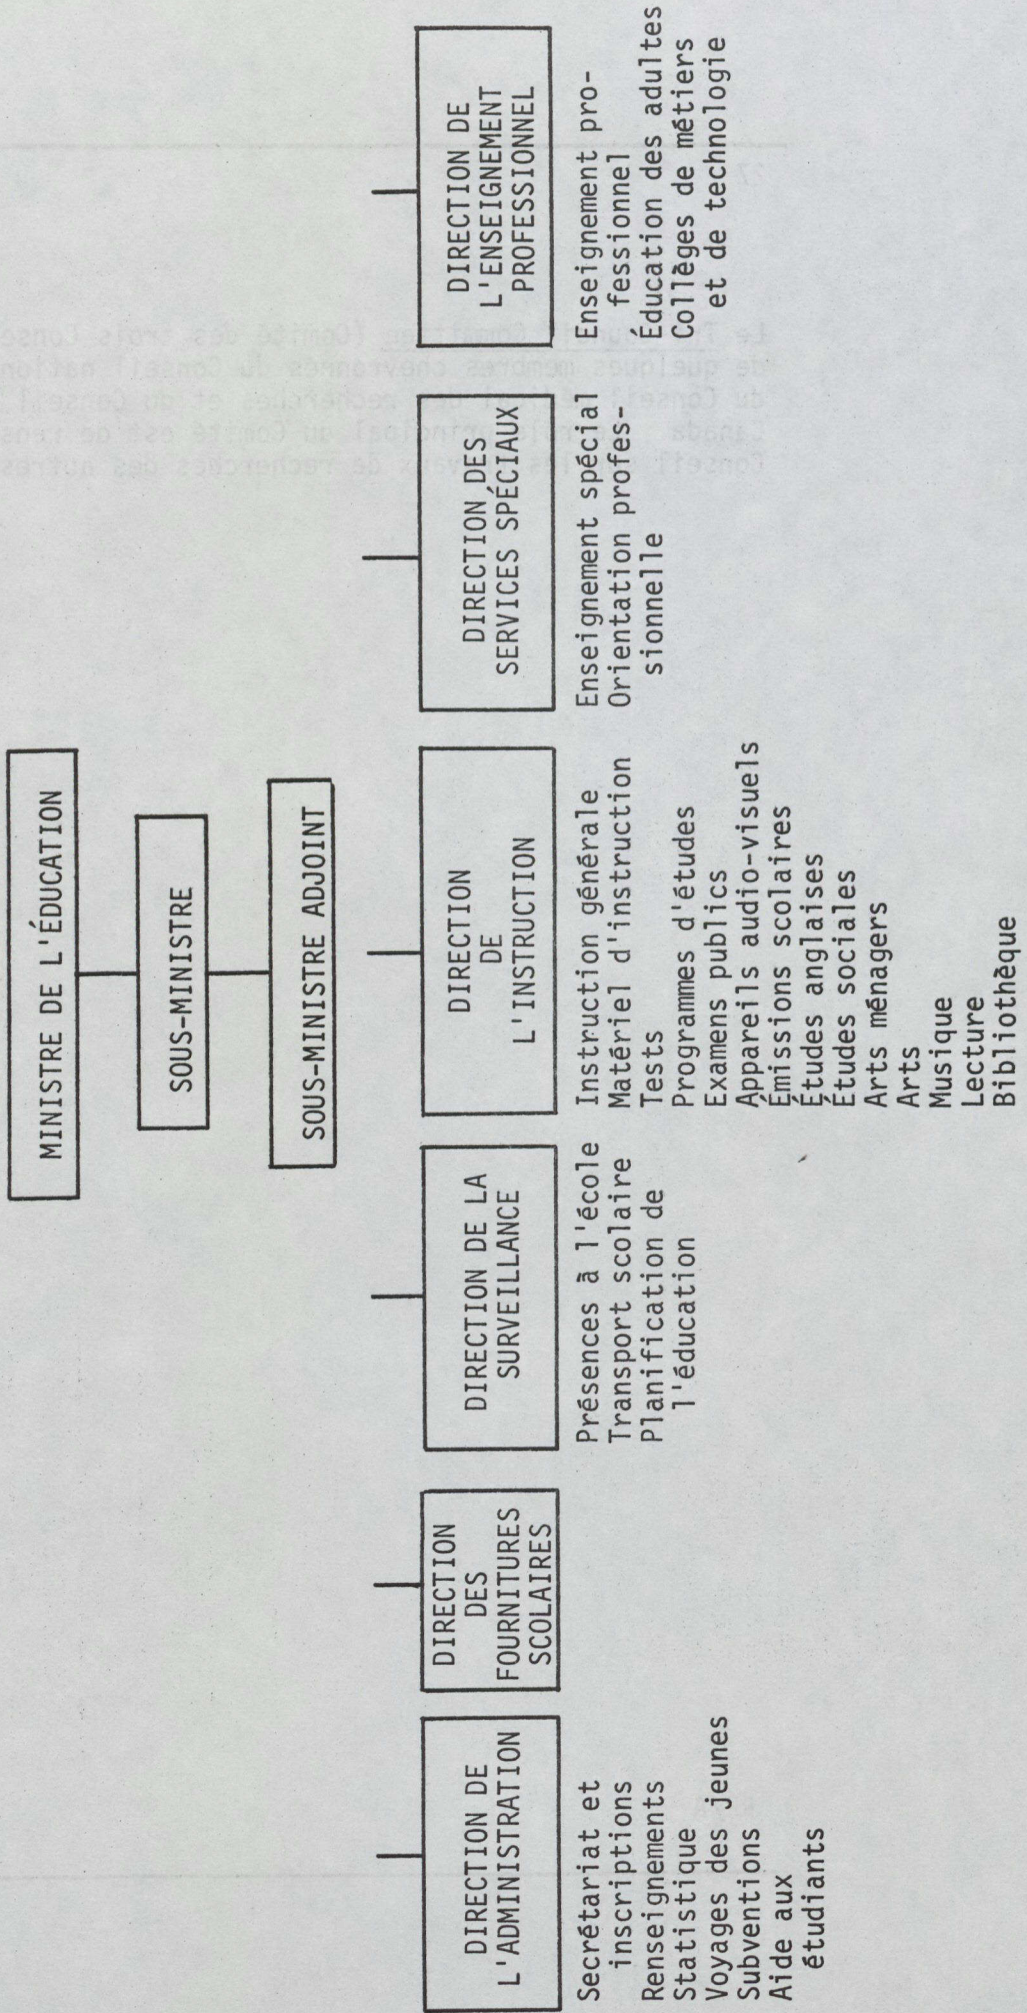 MINISTRE DE L'ÉDUCATION
SOUS-MINISTRE
SOUS-MINISTRE ADJOINT
DIRECTION DE
L'ADMINISTRATION
Secrétariat et
inscriptions
Renseignements
Statistique
Voyages des jeunes
Subventions
Aide aux
étudiants
DIRECTION
DES
FOURNITURES
SCOLAIRES
DIRECTION DE LA
SURVEILLANCE
Présences à l'école
Transport scolaire
Planification de
l'éducation
DIRECTION
DE
L'INSTRUCTION
Instruction générale
Matériel d'instruction
Tests
Programmes d'études
Examens publics
Appareils audio-visuels
Émissions scolaires
Études anglaises
Études sociales
Arts ménagers
Arts
Musique
Lecture
Bibliothèque
DIRECTION DES
SERVICES SPÉCIAUX
Enseignement spécial
Orientation profes-
sionnelle
DIRECTION DE
L'ENSEIGNEMENT
PROFESSIONNEL
Enseignement pro-
fessionnel
Éducation des adultes
Collèges de métiers
et de technologie